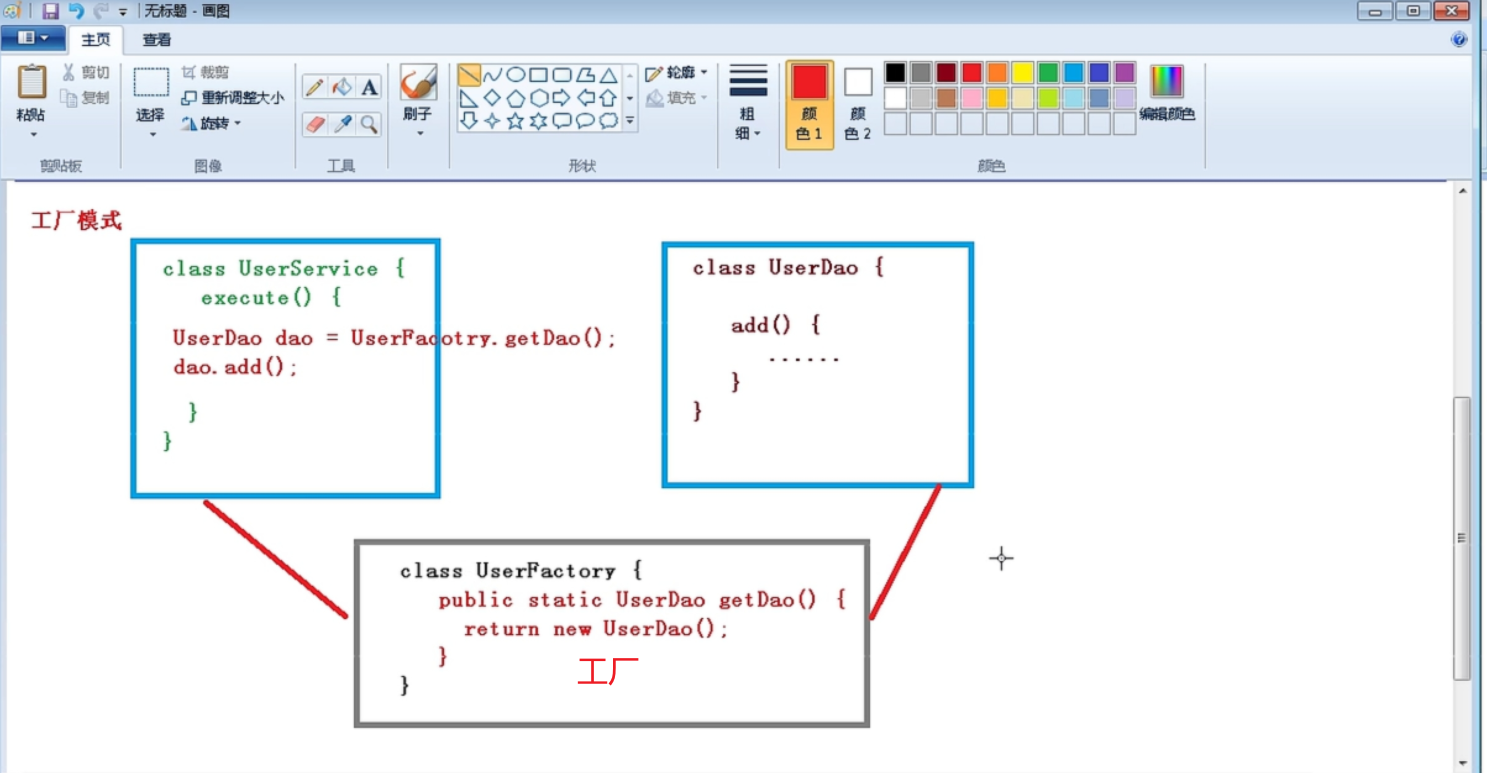 无标题 - 画图
主页 查看
粘贴
剪切
复制
剪贴板
选择
裁剪
重新调整大小
旋转
图像
A
工具
刷子
轮廓
填充
形状
粗
细
颜
色 1
颜
色 2
编辑颜色
颜色
工厂模式
class UserService {
execute() {
UserDao dao = UserFacotry.getDao();
dao.add();
}
}
class UserDao {
add() {
......
}
}
class UserFactory {
public static UserDao getDao() {
return new UserDao();
}
工厂
}